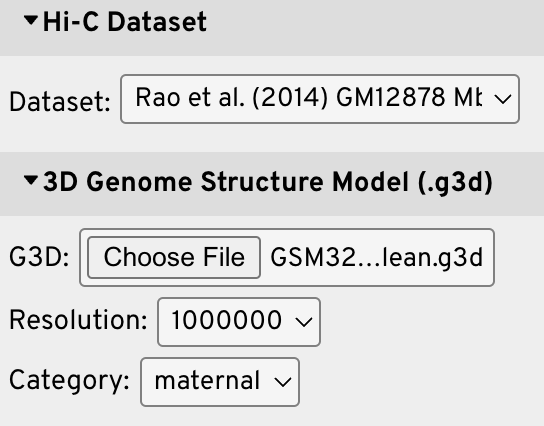 ▼Hi-C Dataset
Dataset: Rao et al. (2014) GM12878 Mb
▼3D Genome Structure Model (.g3d)
G3D: Choose File GSM32...lean.g3d
Resolution: 1000000
Category: maternal